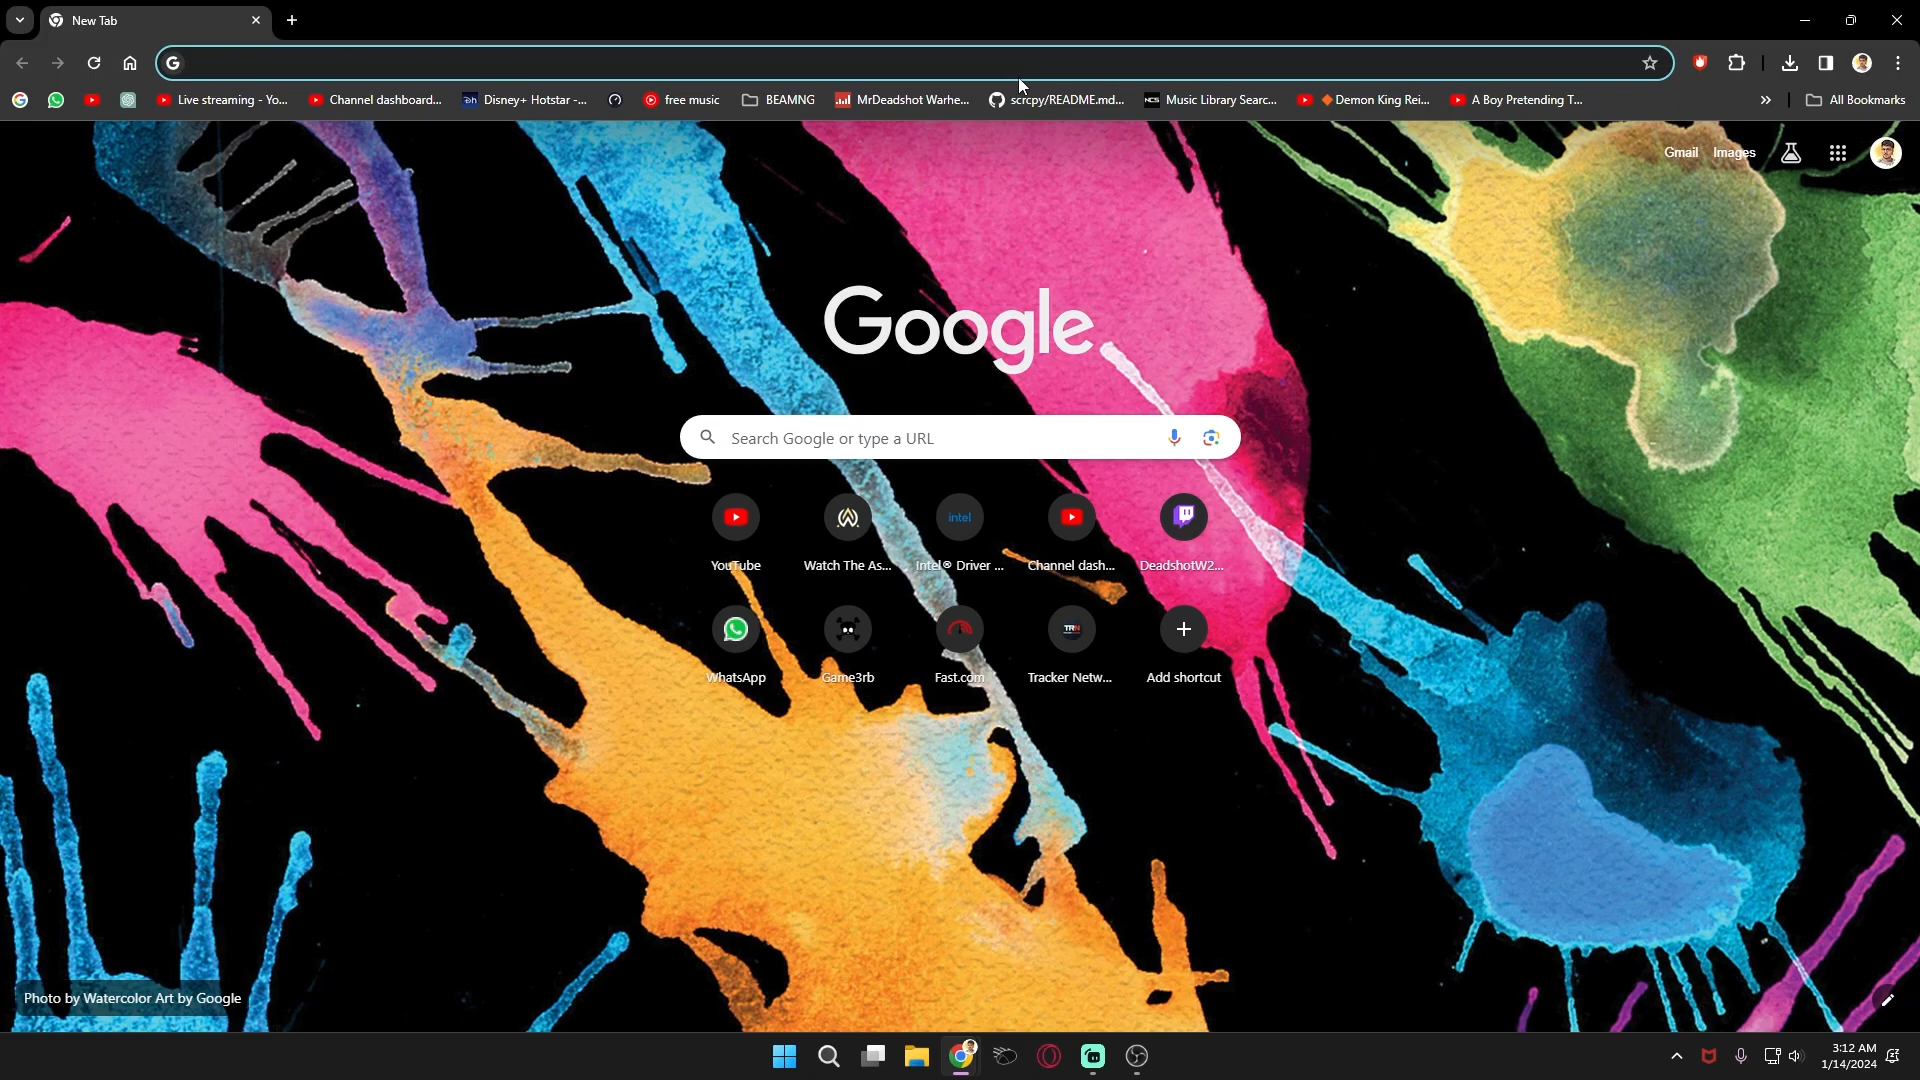 New Tab
Live streaming - Yo...
Channel dashboard...
Disney+ Hotstar -...
free music
BEAMNG
MrDeadshot Warhe...
scrcpy/README.md...
NCS
Music Library Searc...
Demon King Rei...
A Boy Pretending T...
All Bookmarks
Gmail
Images
Google
Search Google or type a URL
intel
YouTube
Watch The As...
Intel® Driver ...
Channel dash...
DeadshotW2...
TRN
WhatsApp
Game3rb
Fast.com
Tracker Netw...
Add shortcut
Photo by Watercolor Art by Google
3:12 AM
1/14/2024